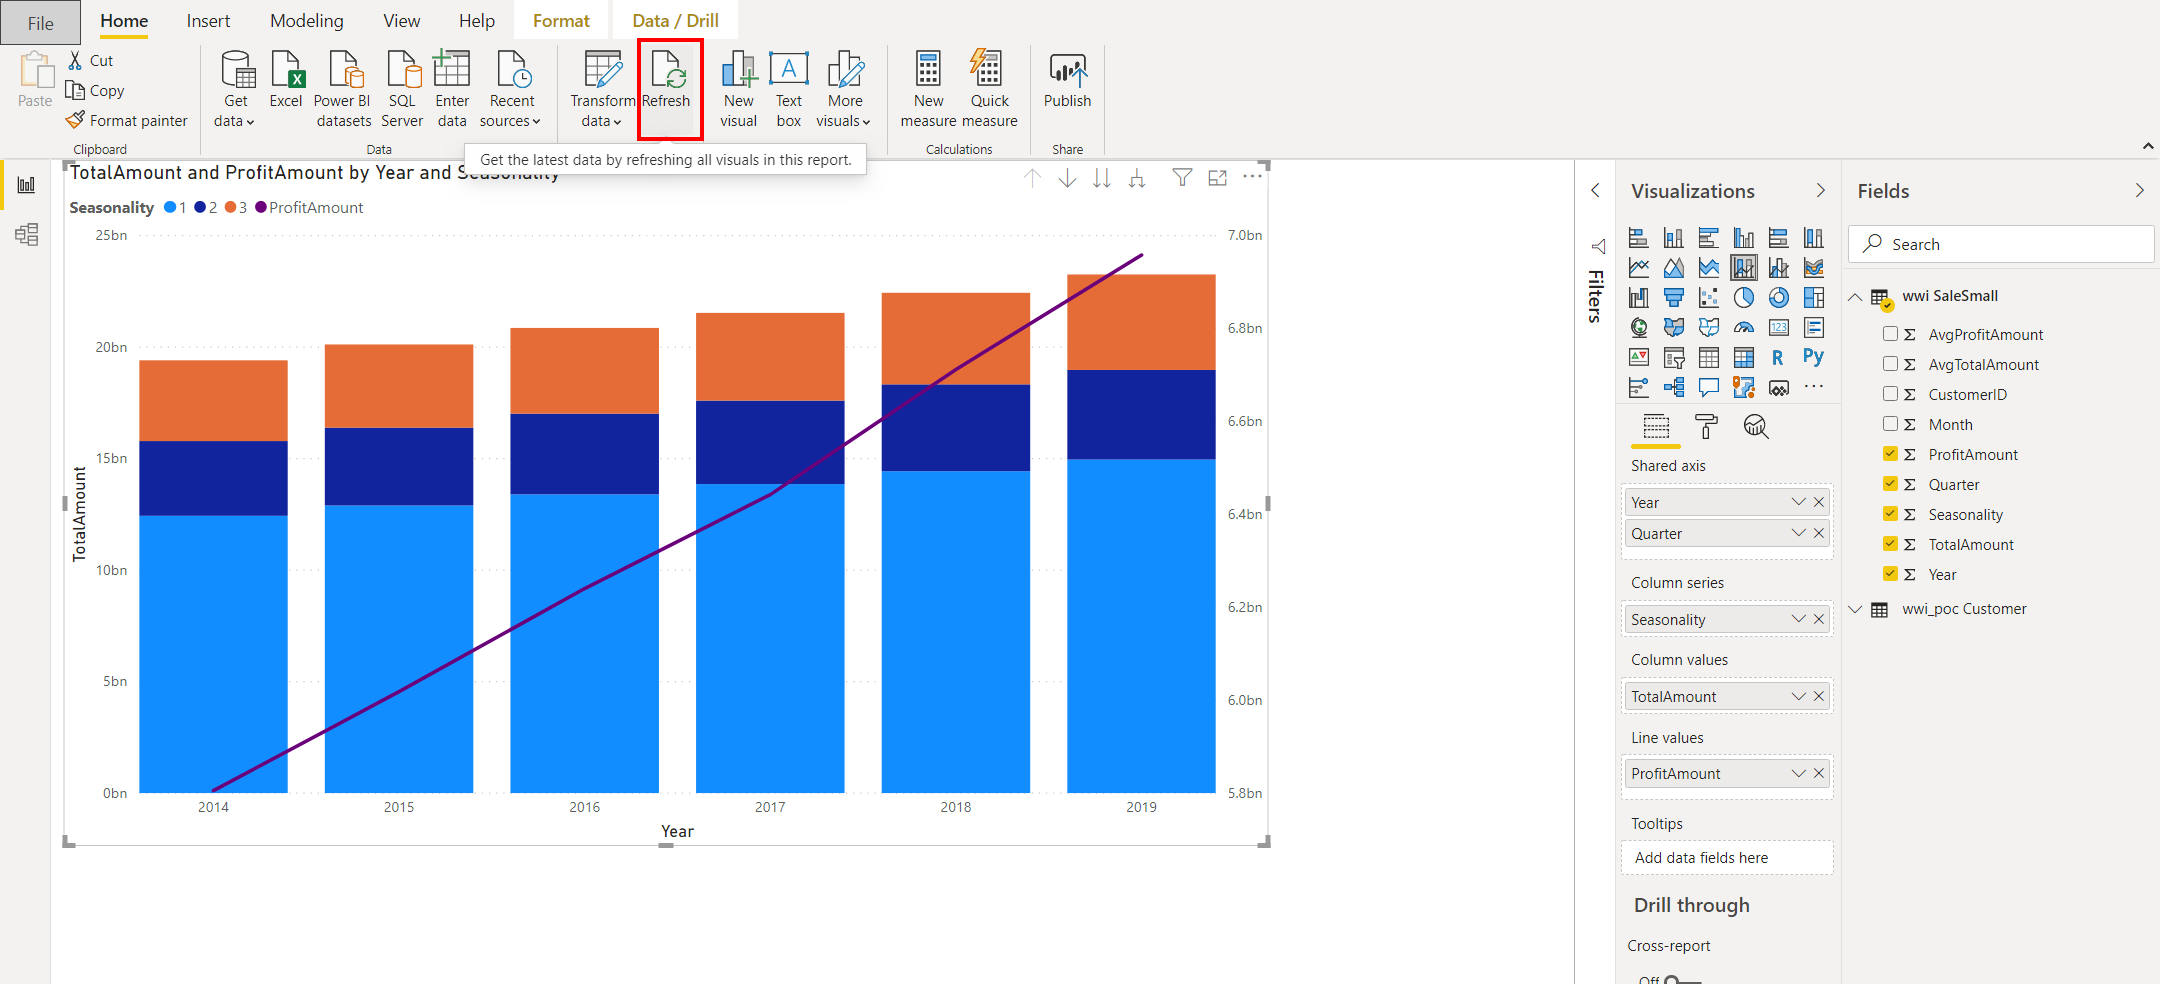 File
Home
Insert
Modeling
View
Help
Format
Data / Drill
Paste
Cut
Copy
Format painter
Clipboard
Get
data
Excel
Power BI
datasets
SQL
Server
Enter
data
Recent
sources
Data
Transform
data
Refresh
New
visual
Text
box
More
visuals
New
measure
Quick
measure
Calculations
Publish
Share
Get the latest data by refreshing all visuals in this report.
TotalAmount and ProfitAmount by Year and Seasonality
Seasonality 1 2 3 ProfitAmount
25bn
20bn
15bn
10bn
5bn
0bn
TotalAmount
7.0bn
6.8bn
6.6bn
6.4bn
6.2bn
6.0bn
5.8bn
2014 2015 2016 2017 2018 2019
Year
Filters
Visualizations
R
Py
123
Shared axis
Year
Quarter
Column series
Seasonality
Column values
TotalAmount
Line values
ProfitAmount
Tooltips
Add data fields here
Drill through
Cross-report
Off
Fields
Search
wwi SaleSmall
Σ AvgProfitAmount
Σ AvgTotalAmount
Σ CustomerID
Σ Month
Σ ProfitAmount
Σ Quarter
Σ Seasonality
Σ TotalAmount
Σ Year
wwi_poc Customer